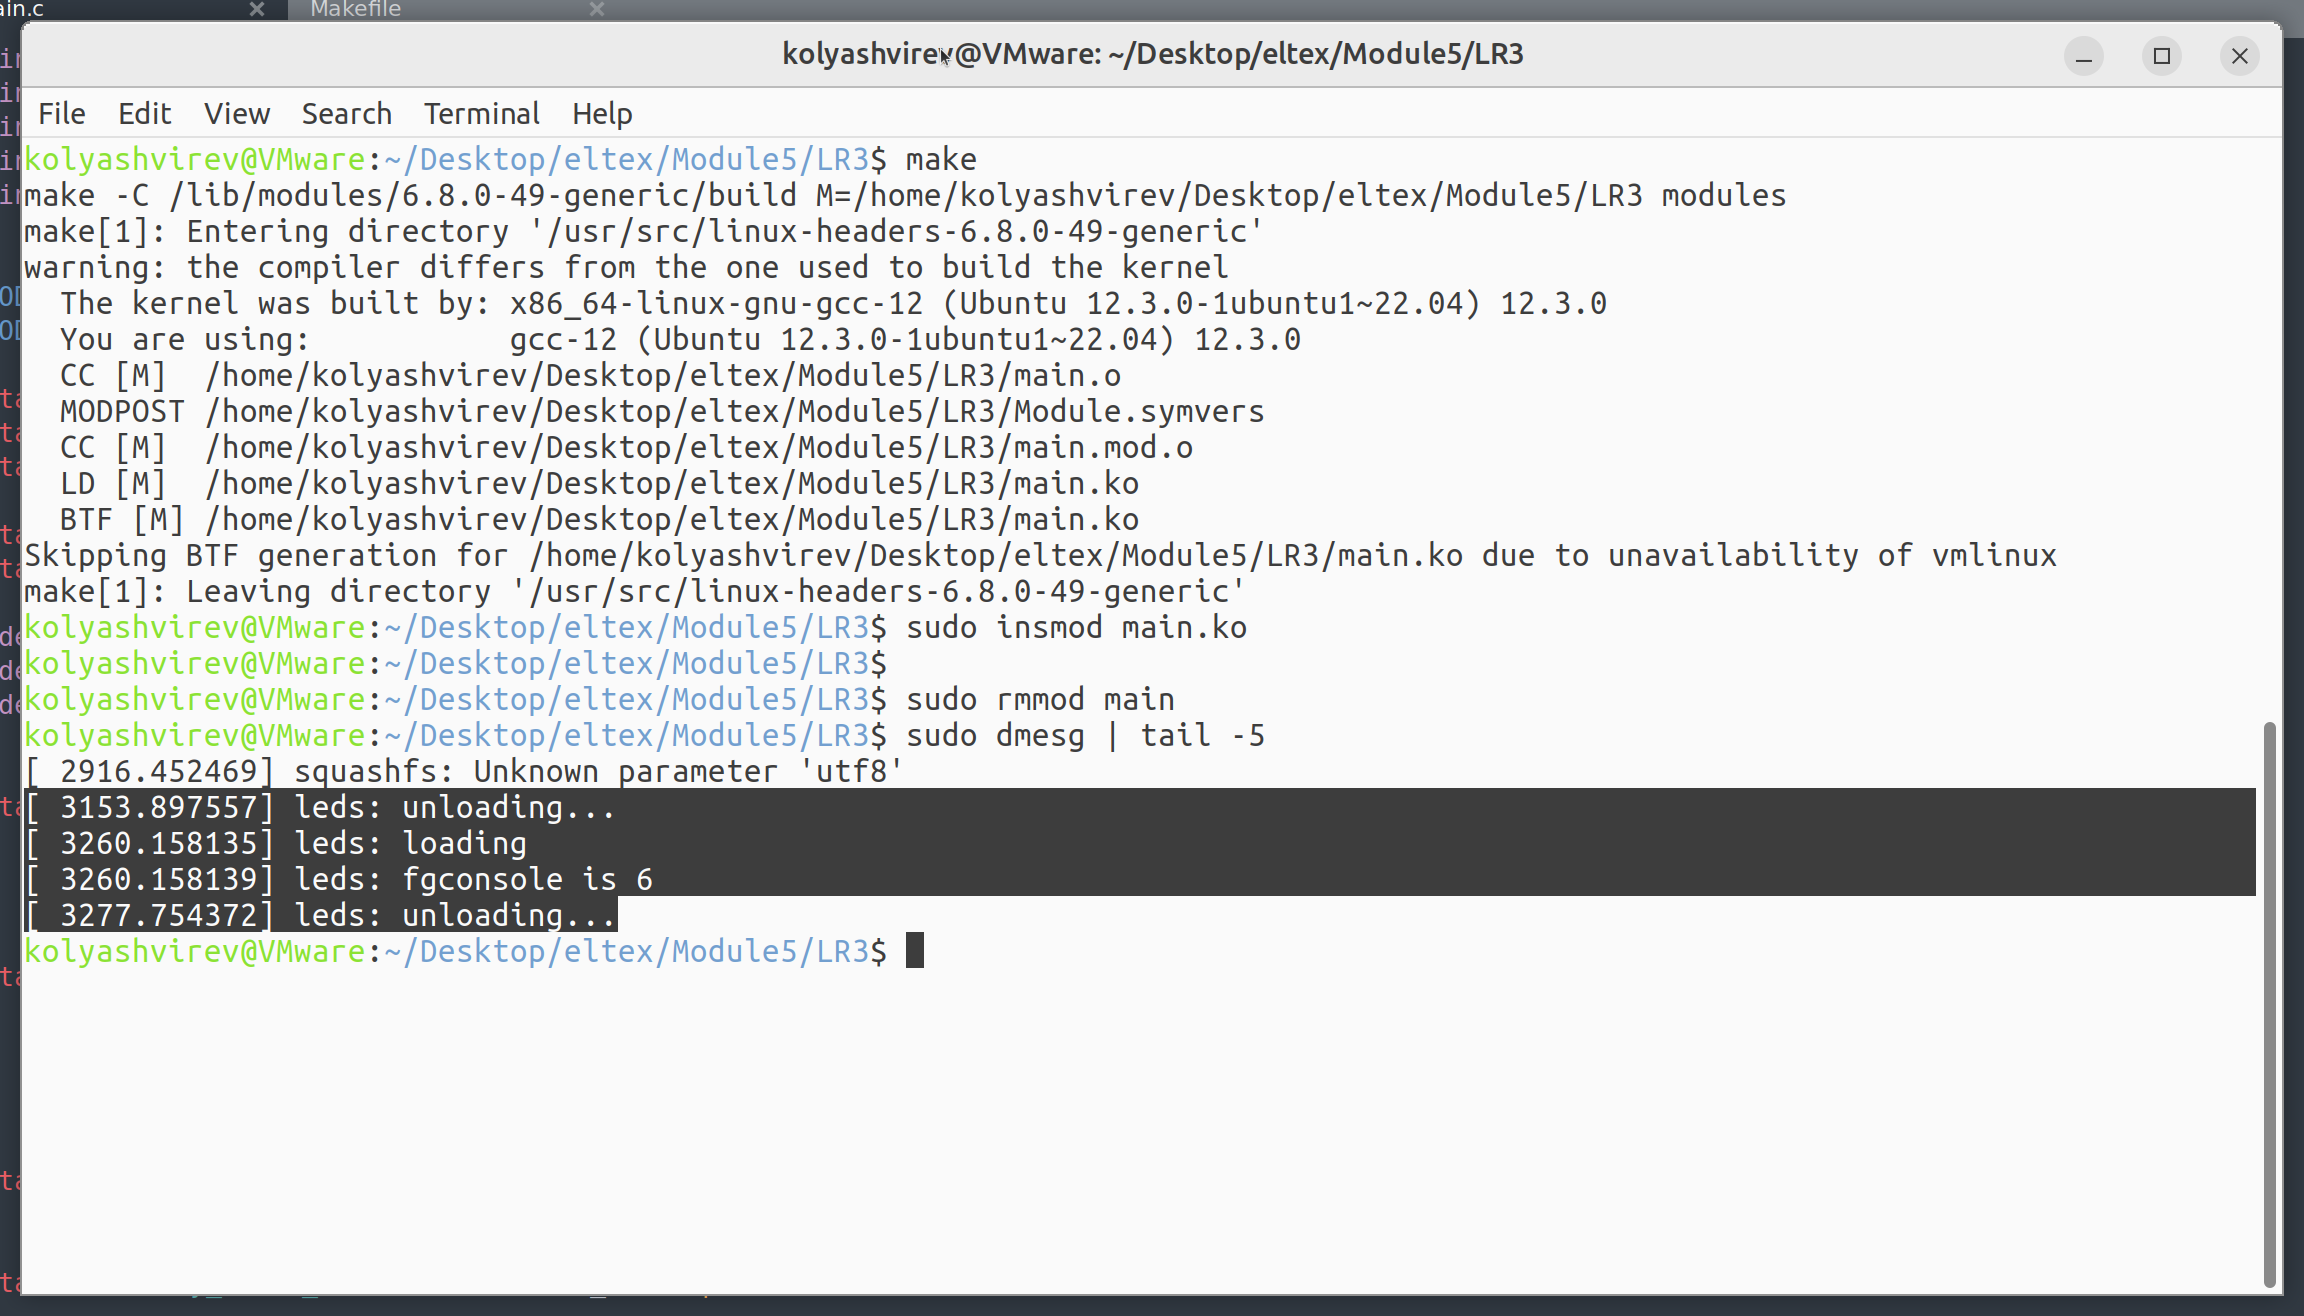 ain.c × Makefile ×
kolyashvirev@VMware: ~/Desktop/eltex/Module5/LR3
File Edit View Search Terminal Help
kolyashvirev@VMware:~/Desktop/eltex/Module5/LR3$ make
make -C /lib/modules/6.8.0-49-generic/build M=/home/kolyashvirev/Desktop/eltex/Module5/LR3 modules
make[1]: Entering directory '/usr/src/linux-headers-6.8.0-49-generic'
warning: the compiler differs from the one used to build the kernel
  The kernel was built by: x86_64-linux-gnu-gcc-12 (Ubuntu 12.3.0-1ubuntu1~22.04) 12.3.0
  You are using:           gcc-12 (Ubuntu 12.3.0-1ubuntu1~22.04) 12.3.0
  CC [M]  /home/kolyashvirev/Desktop/eltex/Module5/LR3/main.o
  MODPOST /home/kolyashvirev/Desktop/eltex/Module5/LR3/Module.symvers
  CC [M]  /home/kolyashvirev/Desktop/eltex/Module5/LR3/main.mod.o
  LD [M]  /home/kolyashvirev/Desktop/eltex/Module5/LR3/main.ko
  BTF [M] /home/kolyashvirev/Desktop/eltex/Module5/LR3/main.ko
Skipping BTF generation for /home/kolyashvirev/Desktop/eltex/Module5/LR3/main.ko due to unavailability of vmlinux
make[1]: Leaving directory '/usr/src/linux-headers-6.8.0-49-generic'
kolyashvirev@VMware:~/Desktop/eltex/Module5/LR3$ sudo insmod main.ko
kolyashvirev@VMware:~/Desktop/eltex/Module5/LR3$
kolyashvirev@VMware:~/Desktop/eltex/Module5/LR3$ sudo rmmod main
kolyashvirev@VMware:~/Desktop/eltex/Module5/LR3$ sudo dmesg | tail -5
[ 2916.452469] squashfs: Unknown parameter 'utf8'
[ 3153.897557] leds: unloading...
[ 3260.158135] leds: loading
[ 3260.158139] leds: fgconsole is 6
[ 3277.754372] leds: unloading...
kolyashvirev@VMware:~/Desktop/eltex/Module5/LR3$